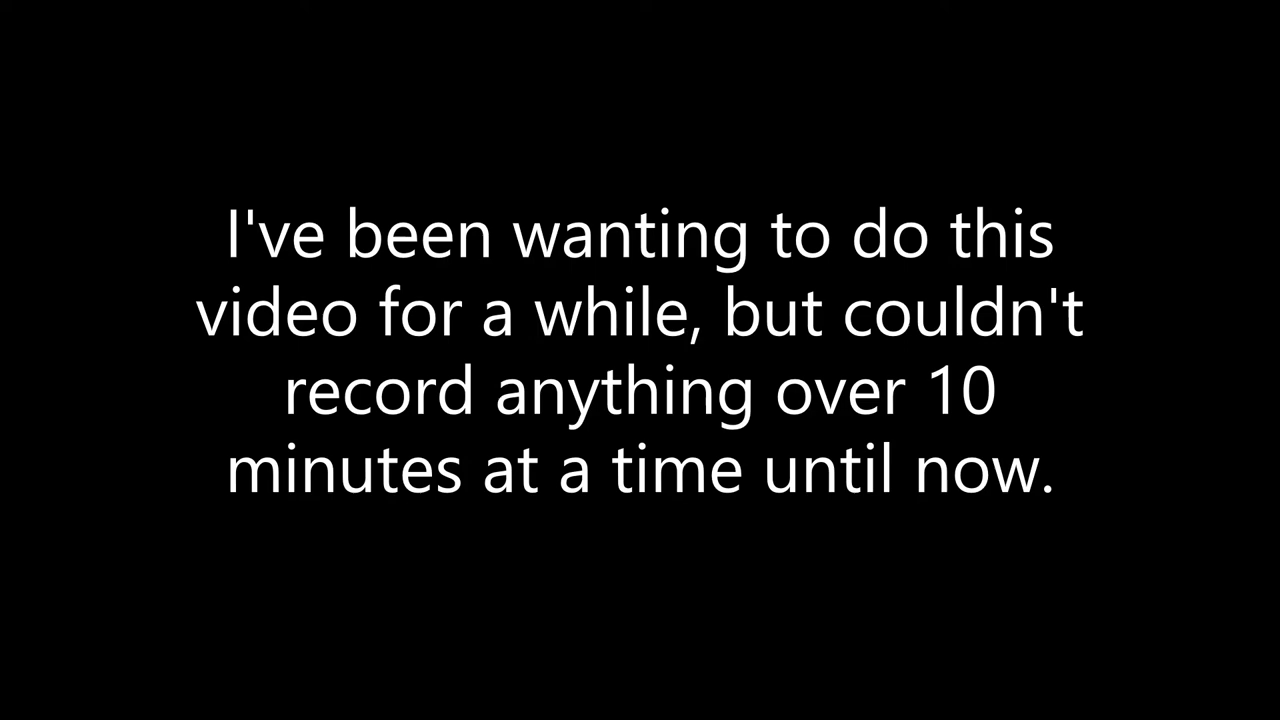 I've been wanting to do this
video for a while, but couldn't
record anything over 10
minutes at a time until now.